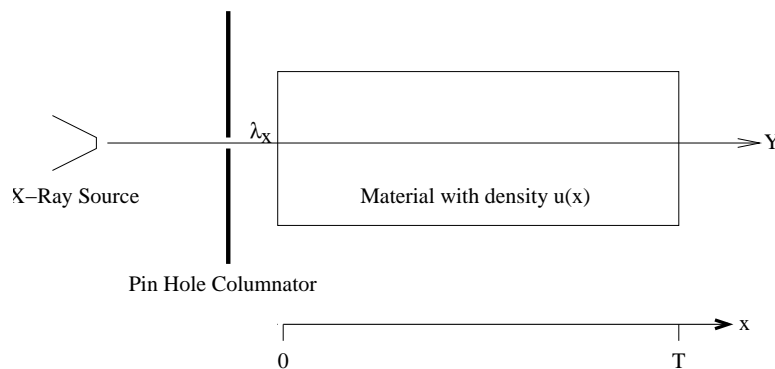 λx
Y
X–Ray Source
Material with density u(x)
Pin Hole Columnator
x
0
T